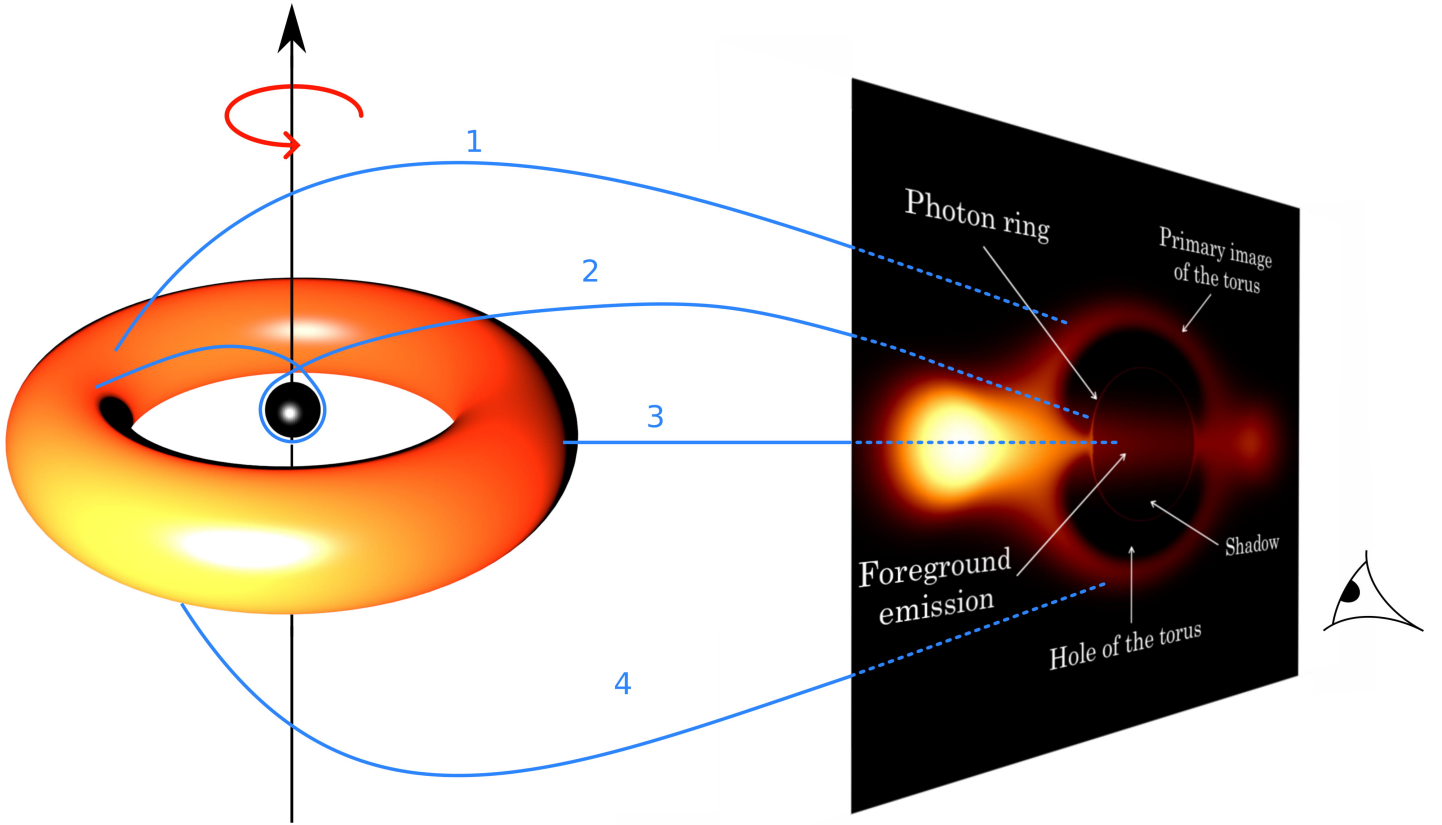 1
2
3
4
Photon ring
Primary image
of the torus
Foreground
emission
Shadow
Hole of the torus